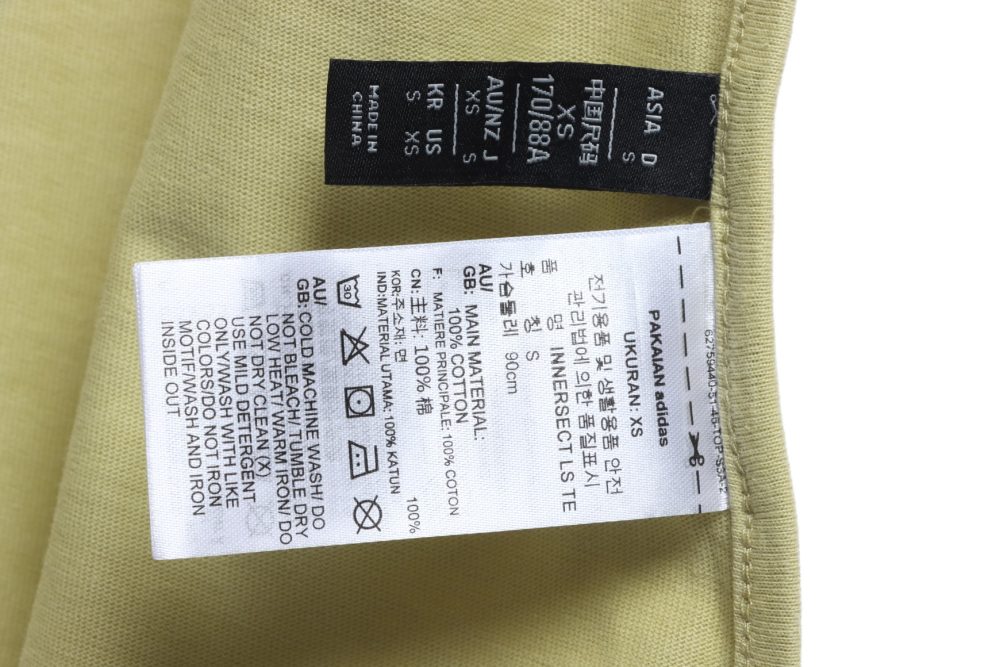 ASIA D
S
中国/尺码
XS
170/88A
AU/NZ J
XS S
KR US
S XS
MADE IN
CHINA
PAKAIAN adidas
UKURAN: XS
전기용품 및 생활용품 안전
관리법에 의한 품질표시
품 명 INNERSECT LS TE
호 칭 S
가슴둘레 90cm
AU/
GB: MAIN MATERIAL:
100% COTTON
F: MATIERE PRINCIPALE: 100% COTON
CN: 主料: 100% 棉
KOR:주소재: 면 100%
IND:MATERIAL UTAMA:100% KATUN
30
AU/
GB: COLD MACHINE WASH/ DO
NOT BLEACH/ TUMBLE DRY
LOW HEAT/ WARM IRON/ DO
NOT DRY CLEAN (X)
USE MILD DETERGENT
ONLY/WASH WITH LIKE
COLORS/DO NOT IRON
MOTIF/WASH AND IRON
INSIDE OUT